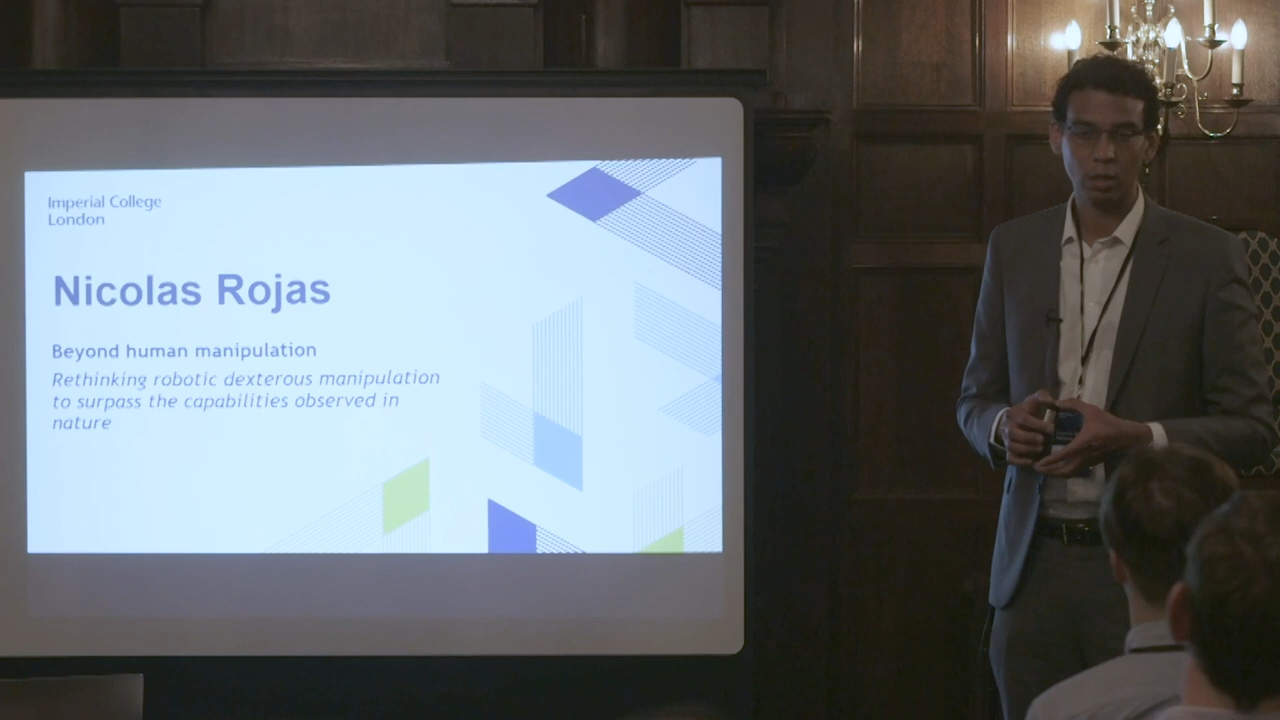 Imperial College
London
Nicolas Rojas
Beyond human manipulation
Rethinking robotic dexterous manipulation
to surpass the capabilities observed in
nature